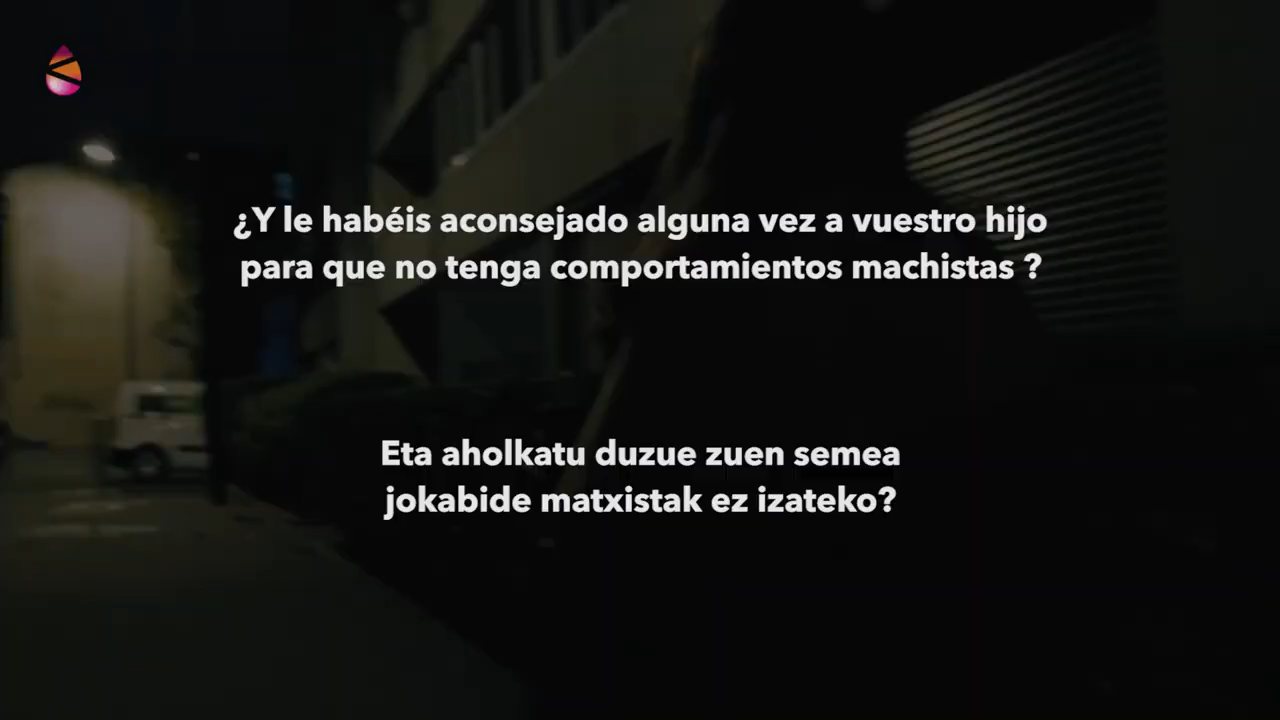 ¿Y le habéis aconsejado alguna vez a vuestro hijo
para que no tenga comportamientos machistas ?
Eta aholkatu duzue zuen semea
jokabide matxistak ez izateko?